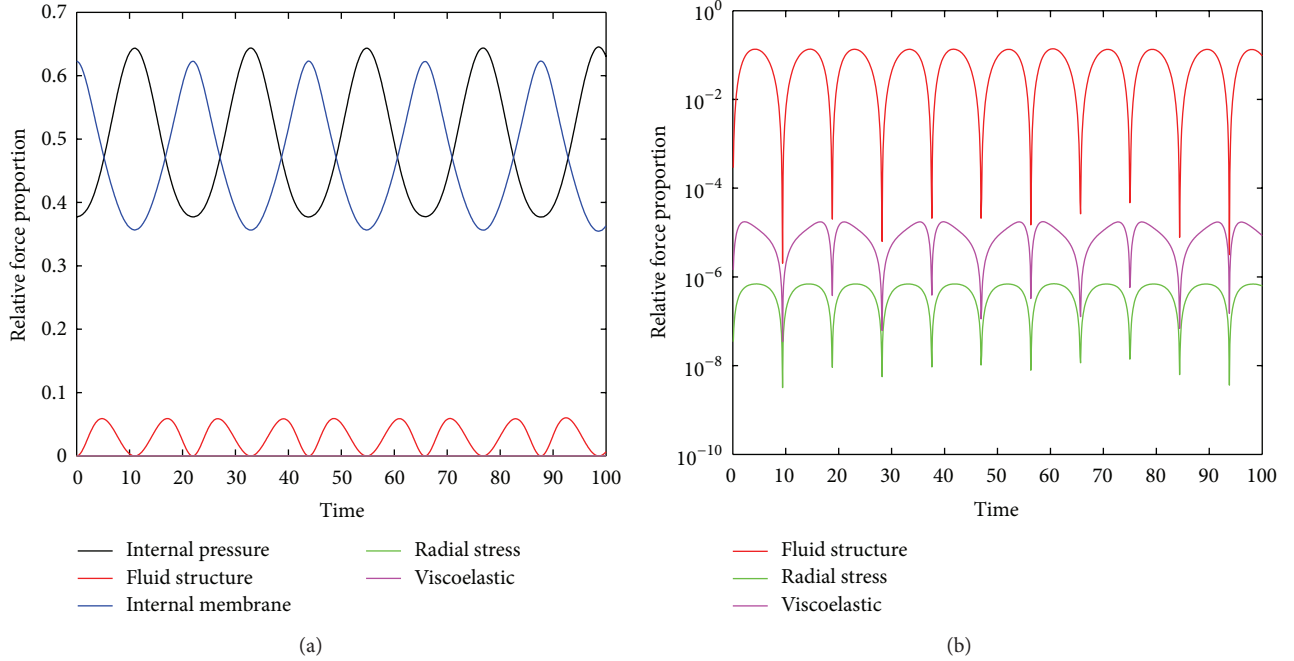 0.7
0.6
0.5
0.4
0.3
0.2
0.1
0
Relative force proportion
0 10 20 30 40 50 60 70 80 90 100
Time
Internal pressure
Fluid structure
Internal membrane
Radial stress
Viscoelastic
(a)
10^0
10^−2
10^−4
10^−6
10^−8
10^−10
Relative force proportion
0 10 20 30 40 50 60 70 80 90 100
Time
Fluid structure
Radial stress
Viscoelastic
(b)